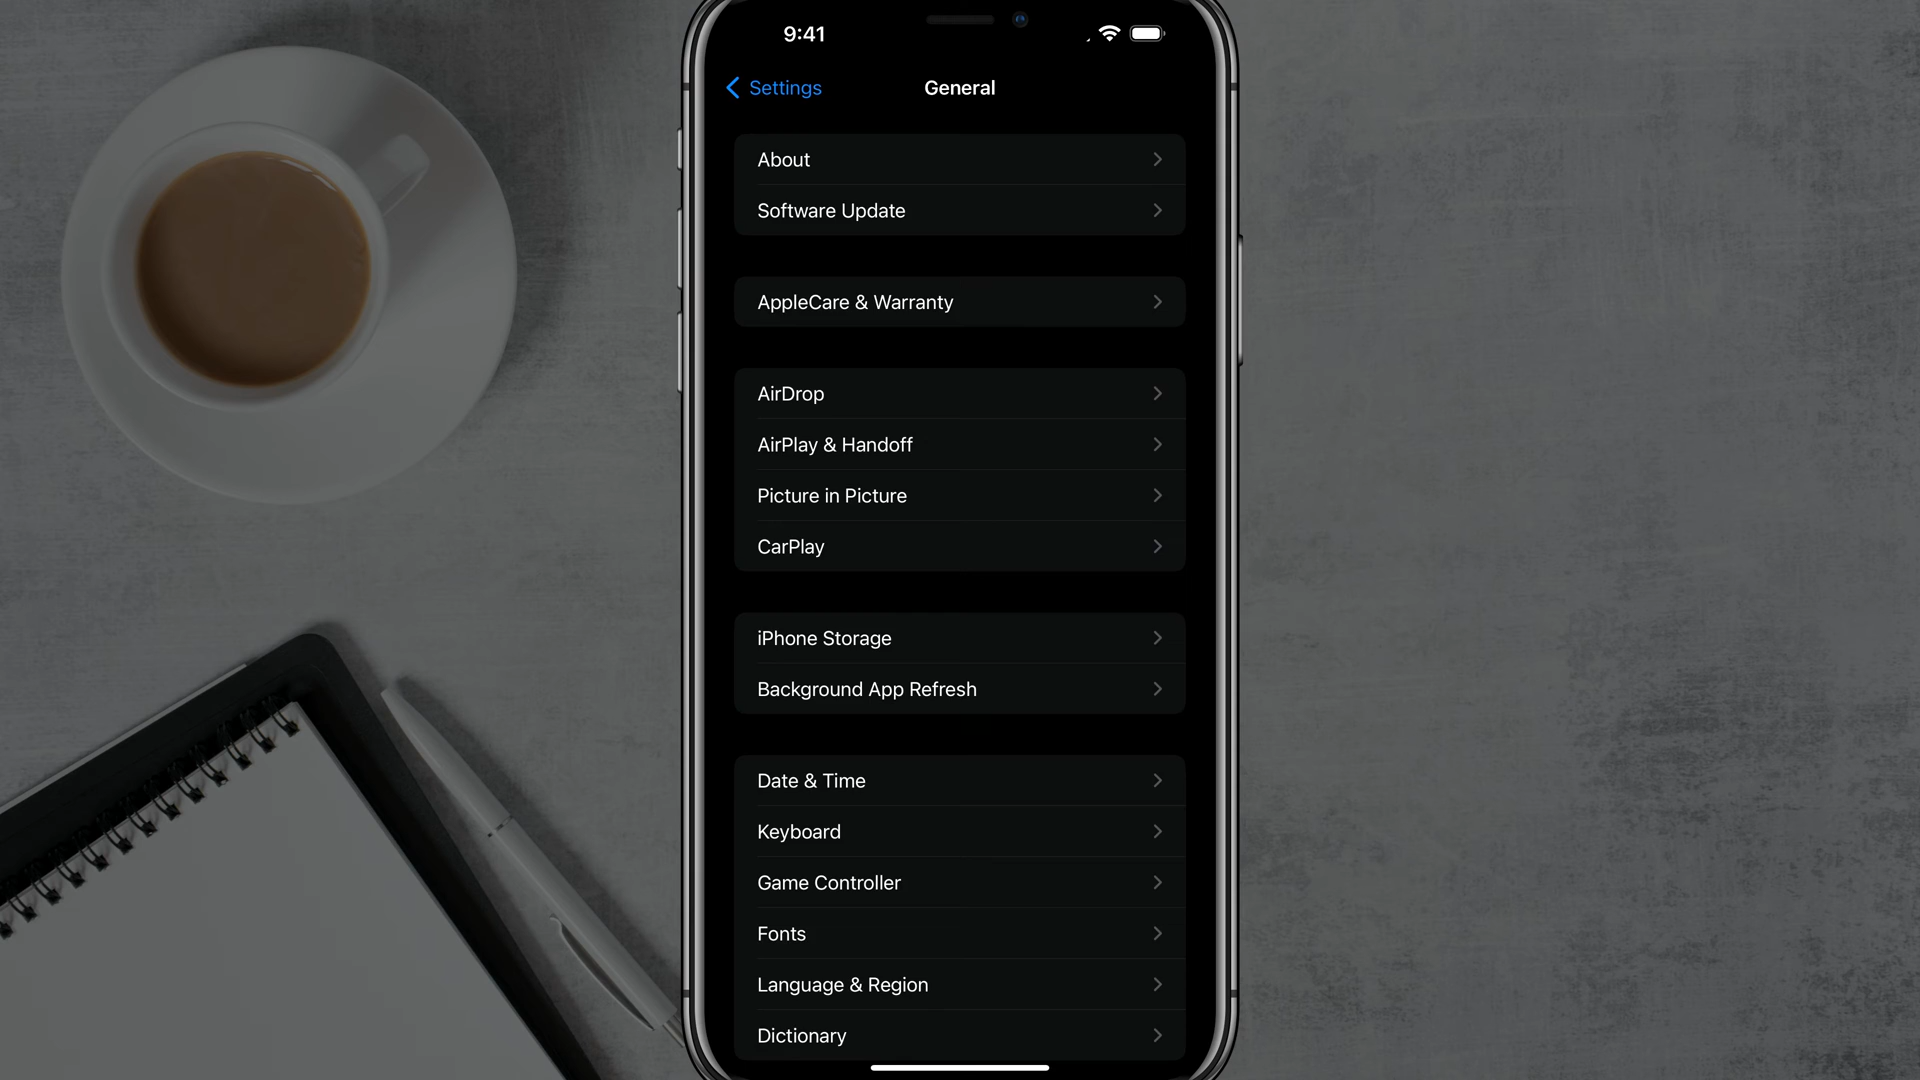 9:41
Settings
General
About
Software Update
AppleCare & Warranty
AirDrop
AirPlay & Handoff
Picture in Picture
CarPlay
iPhone Storage
Background App Refresh
Date & Time
Keyboard
Game Controller
Fonts
Language & Region
Dictionary